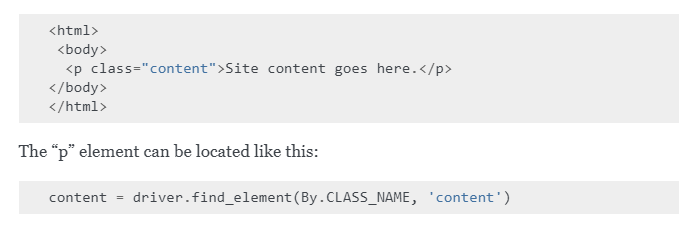 <html>
<body>
<p class="content">Site content goes here.</p>
</body>
</html>
The “p” element can be located like this:
content = driver.find_element(By.CLASS_NAME, 'content')